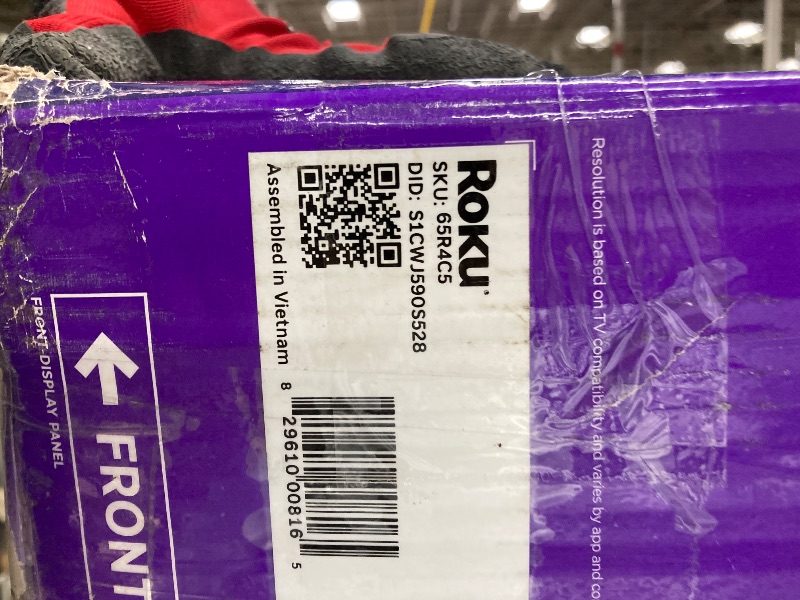 Roku
SKU: 65R4C5
DID: S1CWJ590S528
Assembled in Vietnam
8 29610 00816 5
Resolution is based on TV compatibility and varies by app and
FRONT
FRONT-DISPLAY PANEL